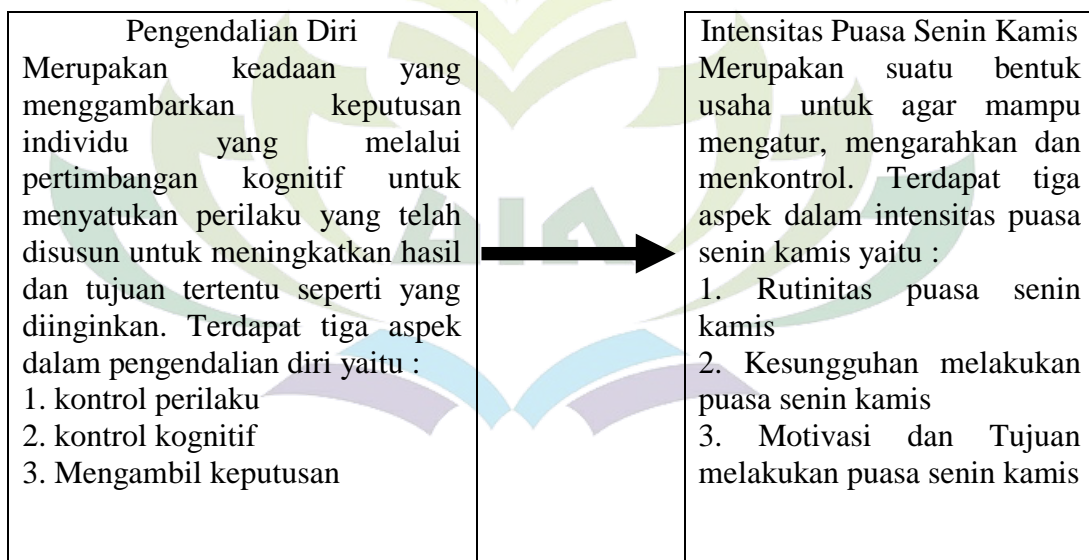 Pengendalian Diri
Merupakan keadaan yang
menggambarkan keputusan
individu yang melalui
pertimbangan kognitif untuk
menyatukan perilaku yang telah
disusun untuk meningkatkan hasil
dan tujuan tertentu seperti yang
diinginkan. Terdapat tiga aspek
dalam pengendalian diri yaitu :
1. kontrol perilaku
2. kontrol kognitif
3. Mengambil keputusan
Intensitas Puasa Senin Kamis
Merupakan suatu bentuk
usaha untuk agar mampu
mengatur, mengarahkan dan
menkontrol. Terdapat tiga
aspek dalam intensitas puasa
senin kamis yaitu :
1. Rutinitas puasa senin
kamis
2. Kesungguhan melakukan
puasa senin kamis
3. Motivasi dan Tujuan
melakukan puasa senin kamis